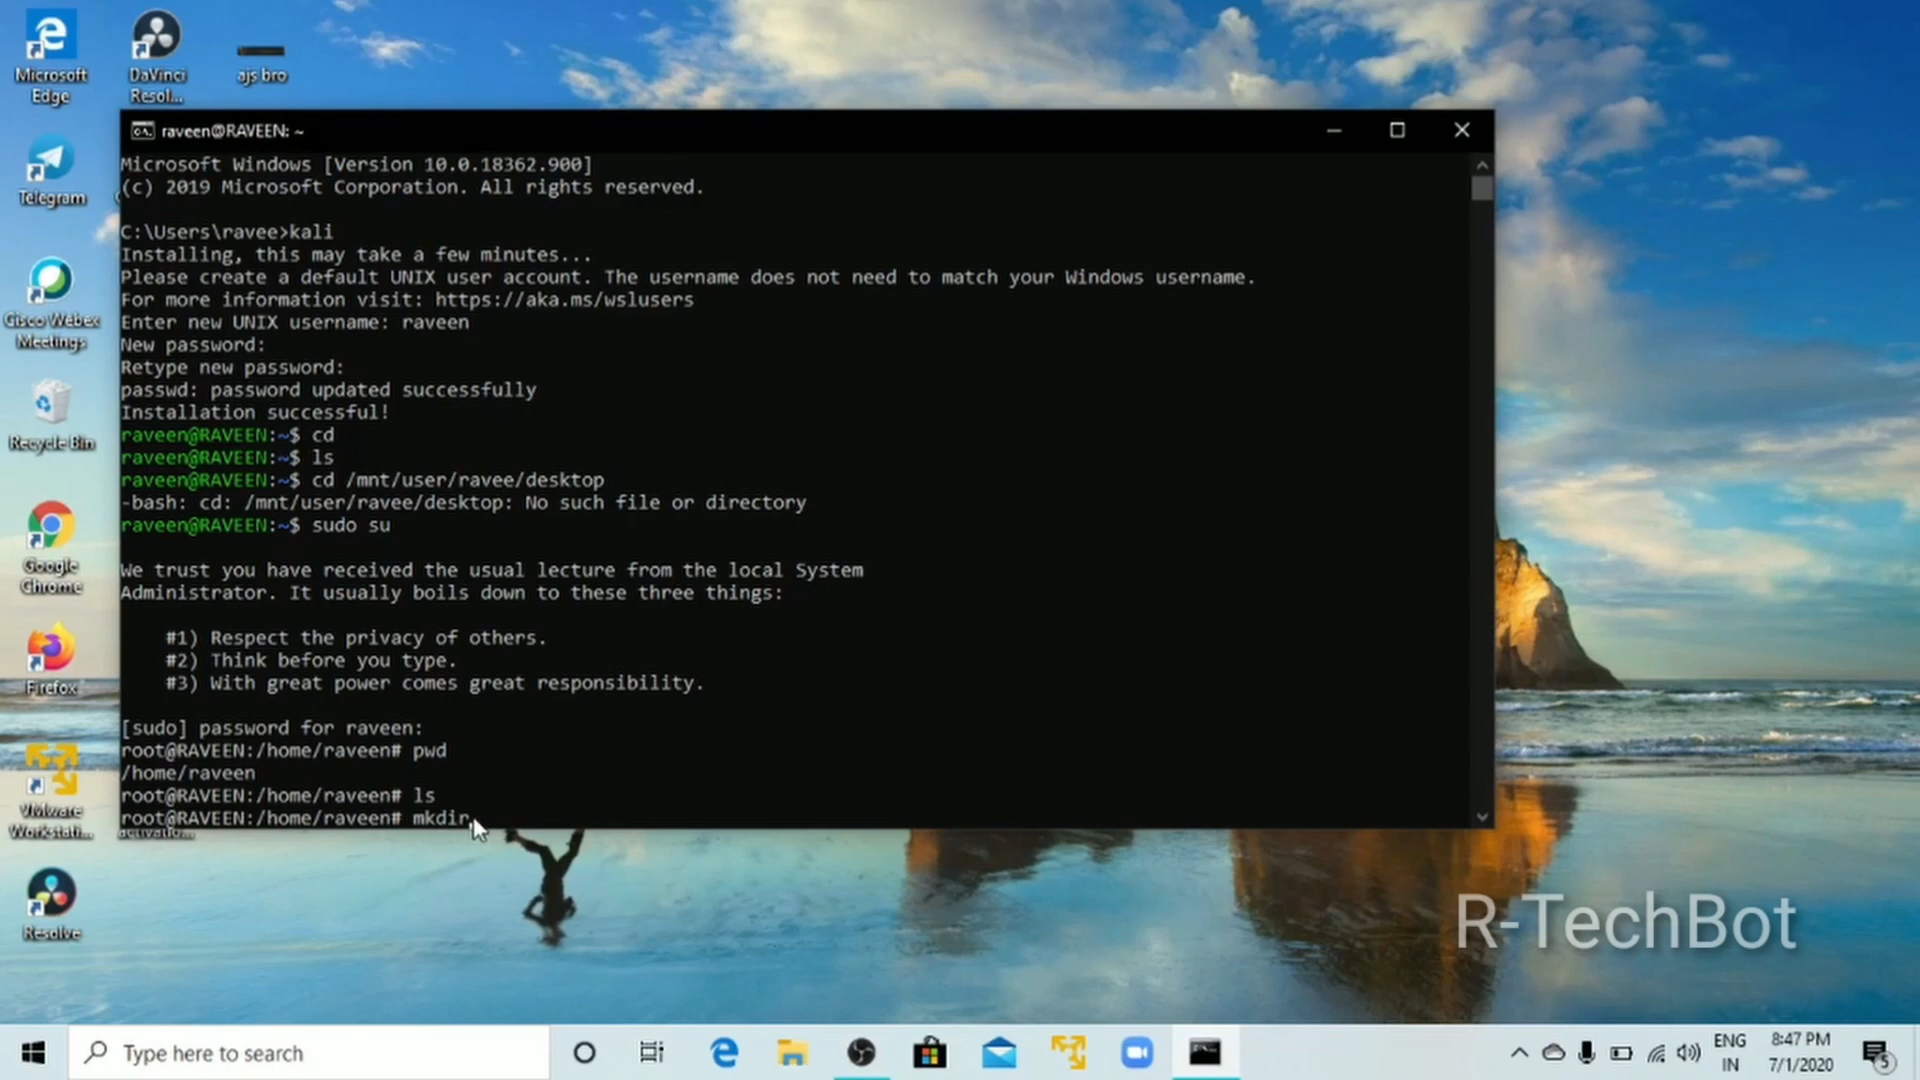 Microsoft
Edge
DaVinci
Resol...
ajs bro
Telegram
Cisco Webex
Meetings
Recycle Bin
Google
Chrome
Firefox
VMware
Workstati...
activatio...
Resolve
raveen@RAVEEN: ~
Microsoft Windows [Version 10.0.18362.900]
(c) 2019 Microsoft Corporation. All rights reserved.
C:\Users\ravee>kali
Installing, this may take a few minutes...
Please create a default UNIX user account. The username does not need to match your Windows username.
For more information visit: https://aka.ms/wslusers
Enter new UNIX username: raveen
New password:
Retype new password:
passwd: password updated successfully
Installation successful!
raveen@RAVEEN:~$ cd
raveen@RAVEEN:~$ ls
raveen@RAVEEN:~$ cd /mnt/user/ravee/desktop
-bash: cd: /mnt/user/ravee/desktop: No such file or directory
raveen@RAVEEN:~$ sudo su
We trust you have received the usual lecture from the local System
Administrator. It usually boils down to these three things:
#1) Respect the privacy of others.
#2) Think before you type.
#3) With great power comes great responsibility.
[sudo] password for raveen:
root@RAVEEN:/home/raveen# pwd
/home/raveen
root@RAVEEN:/home/raveen# ls
root@RAVEEN:/home/raveen# mkdir
R-TechBot
Type here to search
ENG
IN
8:47 PM
7/1/2020
5